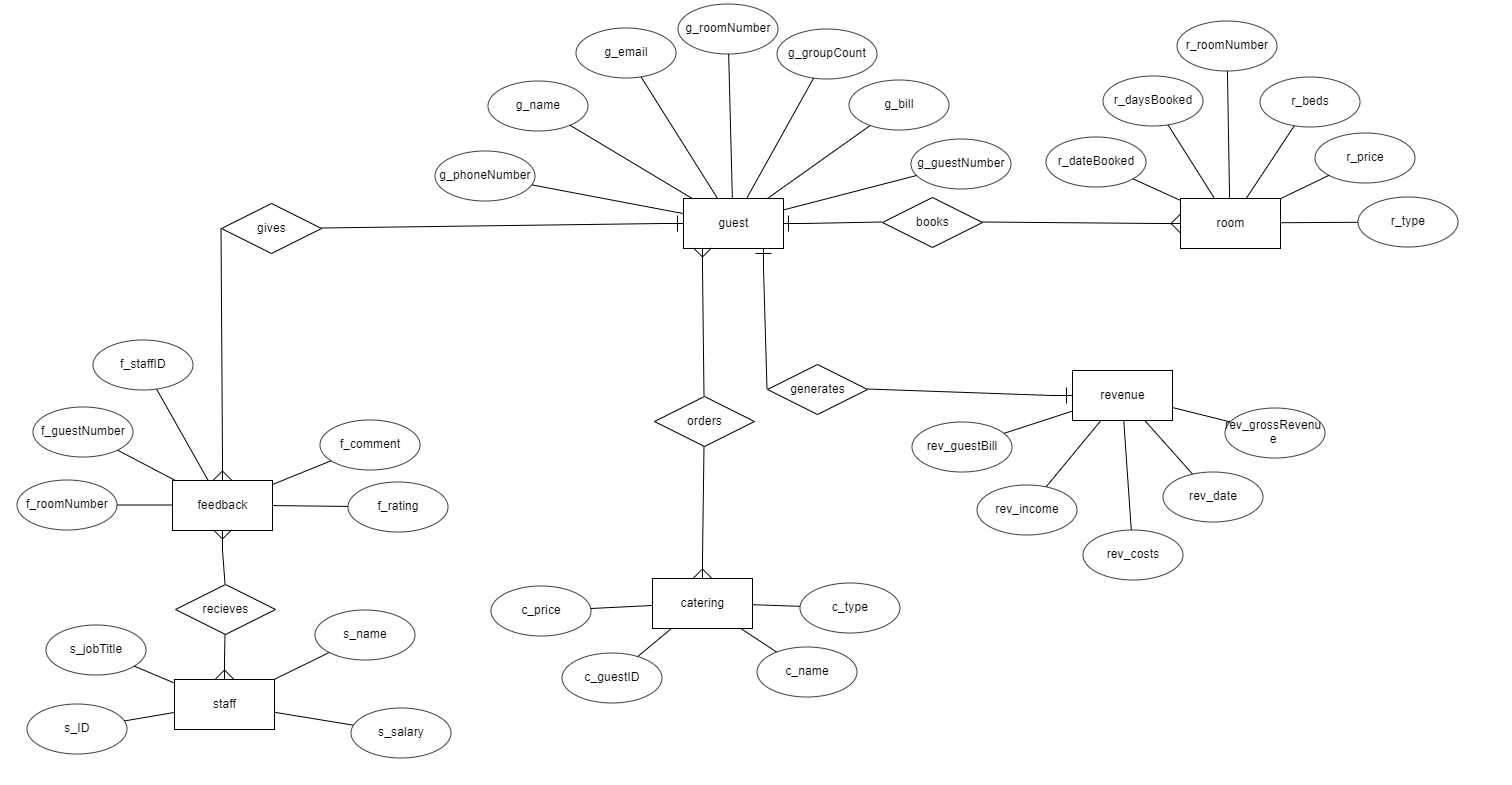 g_roomNumber
g_email
g_groupCount
r_roomNumber
g_name
g_bill
r_daysBooked
r_beds
g_phoneNumber
g_guestNumber
r_dateBooked
r_price
gives
guest
books
room
r_type
f_staffID
generates
revenue
f_guestNumber
f_comment
orders
rev_guestBill
rev_grossRevenu
e
f_roomNumber
feedback
f_rating
rev_income
rev_date
rev_costs
recieves
c_price
catering
c_type
s_jobTitle
s_name
c_guestID
c_name
s_ID
staff
s_salary